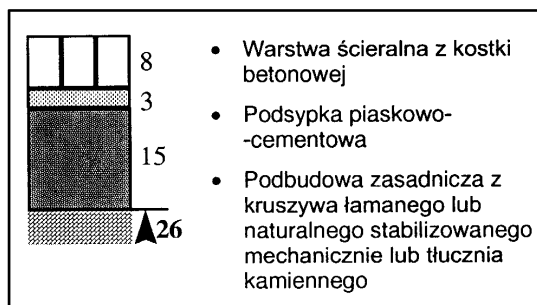 8
3
15
26
• Warstwa ścieralna z kostki
betonowej
• Podsypka piaskowo-
-cementowa
• Podbudowa zasadnicza z
kruszywa łamanego lub
naturalnego stabilizowanego
mechanicznie lub tłucznia
kamiennego